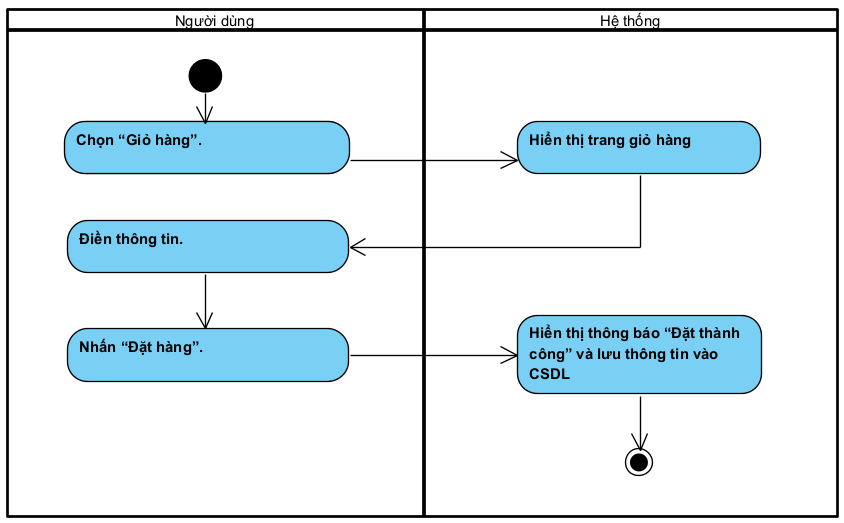 Người dùng
Hệ thống
Chọn “Giỏ hàng”.
Hiển thị trang giỏ hàng
Điền thông tin.
Nhấn “Đặt hàng”.
Hiển thị thông báo “Đặt thành
công” và lưu thông tin vào
CSDL